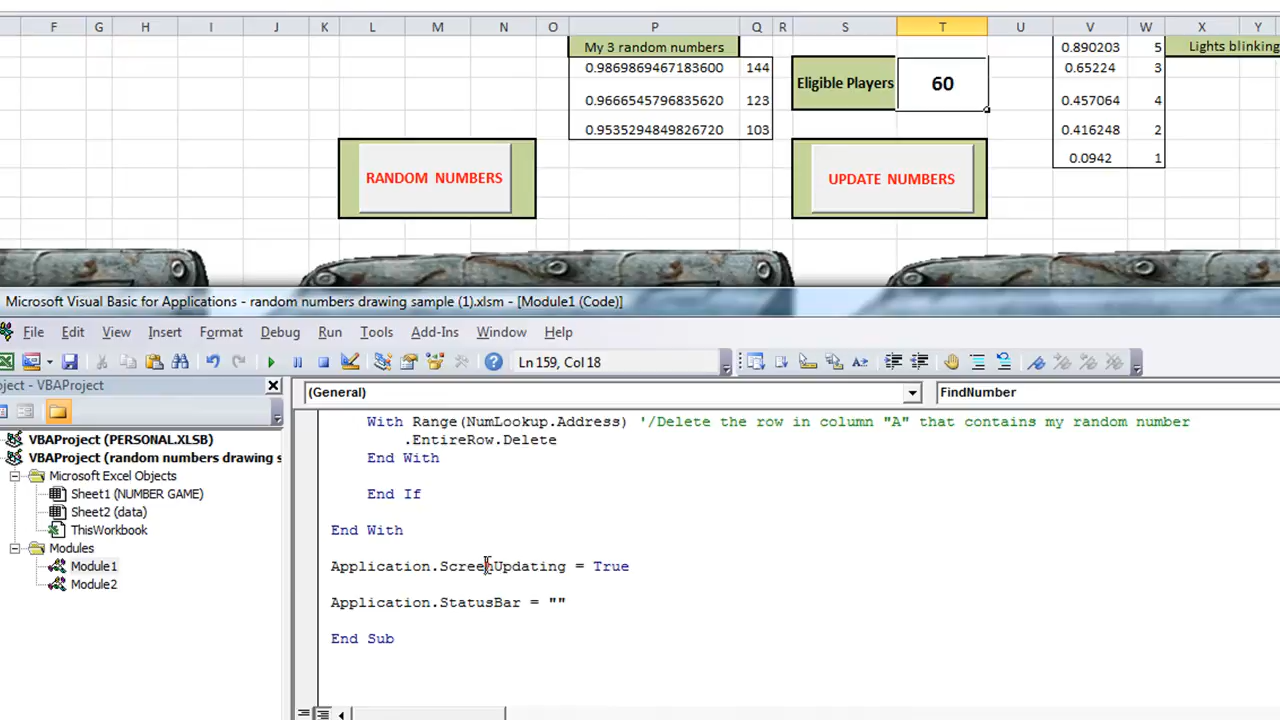 F G H I J K L M N O P Q R S T U V W X Y
My 3 random numbers 0.890203 5 Lights blinking
0.9869869467183600 144 0.65224 3
Eligible Players 60
0.9666545796835620 123 0.457064 4
0.9535294849826720 103 0.416248 2
0.0942 1
RANDOM NUMBERS UPDATE NUMBERS
Microsoft Visual Basic for Applications - random numbers drawing sample (1).xlsm - [Module1 (Code)]
File Edit View Insert Format Debug Run Tools Add-Ins Window Help
Ln 159, Col 18
oject - VBAProject
(General) FindNumber
VBAProject (PERSONAL.XLSB)
VBAProject (random numbers drawing s
Microsoft Excel Objects
Sheet1 (NUMBER GAME)
Sheet2 (data)
ThisWorkbook
Modules
Module1
Module2
With Range(NumLookup.Address) '/Delete the row in column "A" that contains my random number
.EntireRow.Delete
End With
End If
End With
Application.ScreenUpdating = True
Application.StatusBar = ""
End Sub